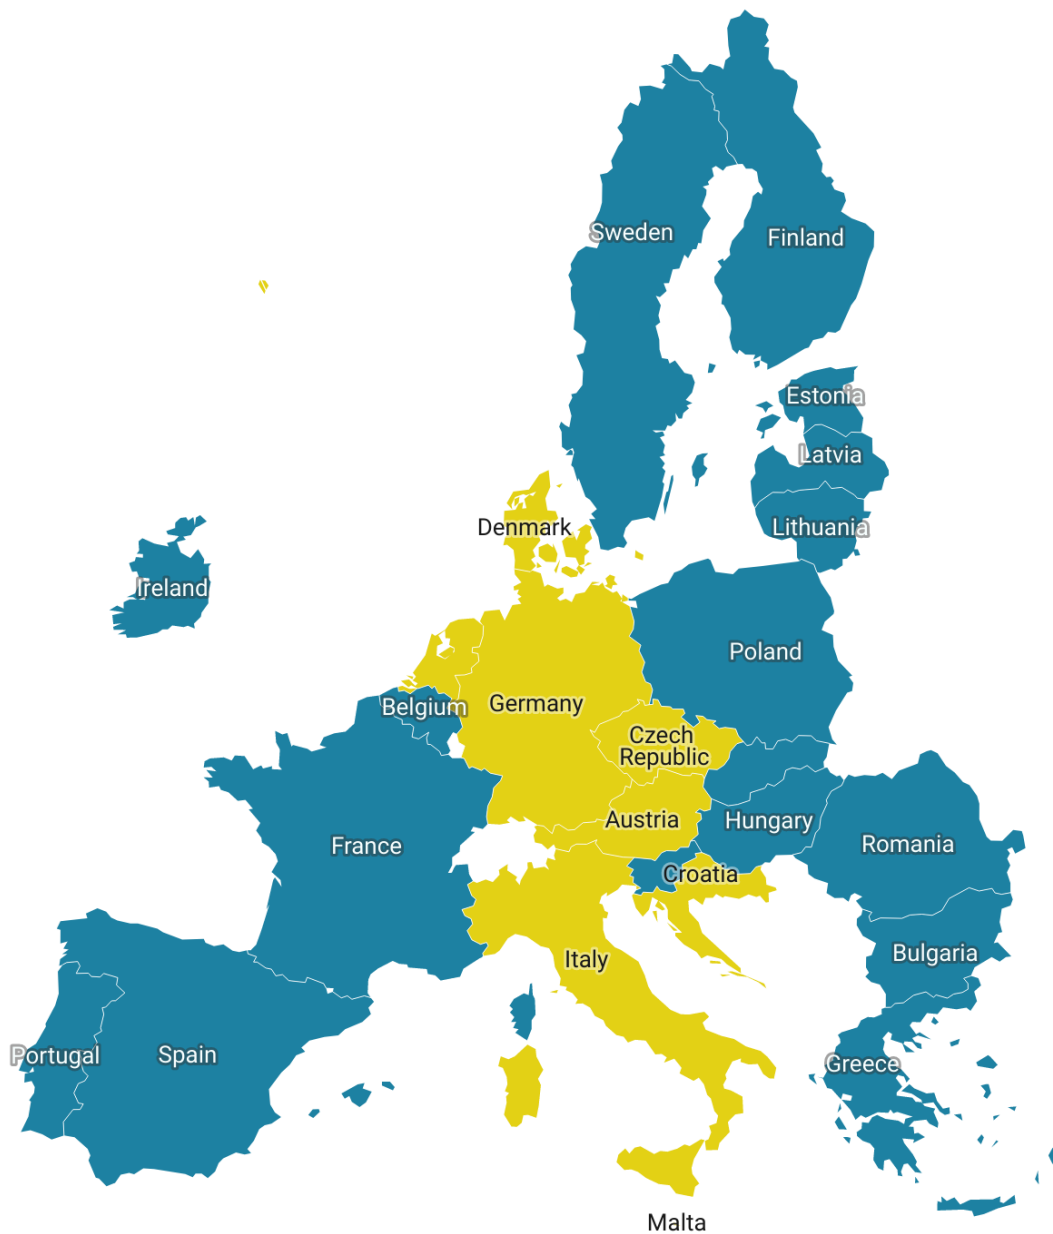 Sweden
Finland
Estonia
Latvia
Denmark
Lithuania
Ireland
Poland
Germany
Belgium
Czech
Republic
Austria
Hungary
France
Romania
Croatia
Bulgaria
Italy
Portugal
Spain
Greece
Malta